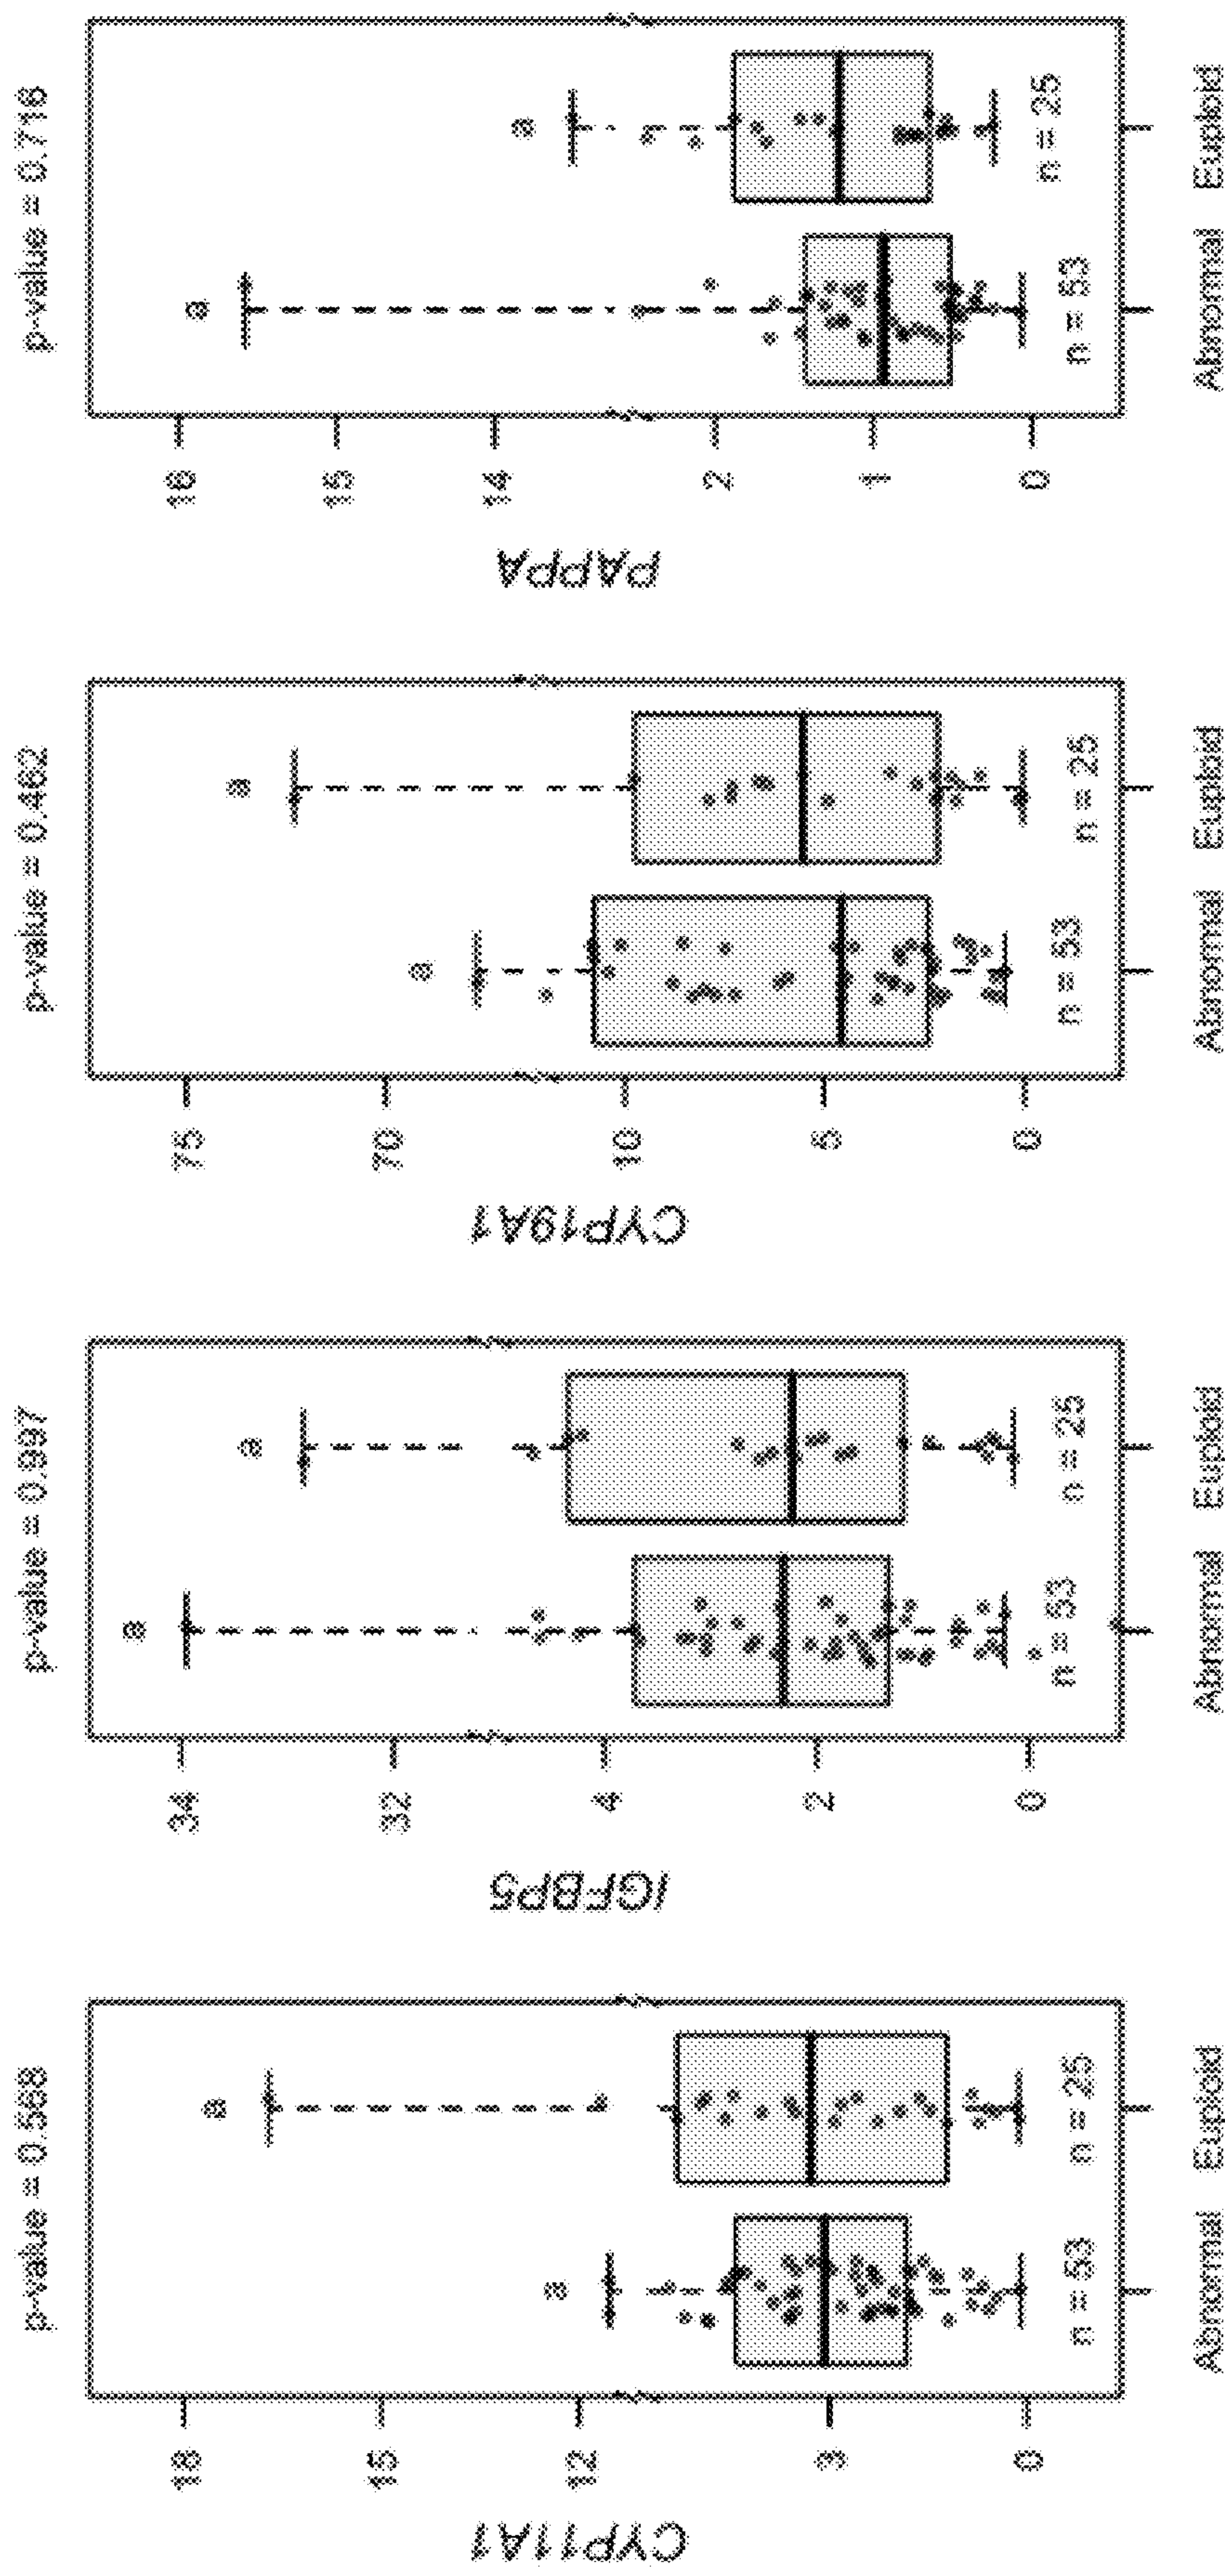 p-value = 0.568
CYP11A1
18
15
12
3
0
a
a
n = 53
n = 25
Abnormal
Euploid
p-value = 0.997
IGFBP5
34
32
4
2
0
a
a
n = 53
n = 25
Abnormal
Euploid
p-value = 0.462
CYP19A1
75
70
10
5
0
a
a
n = 53
n = 25
Abnormal
Euploid
p-value = 0.716
PAPPA
16
15
14
2
1
0
a
a
n = 53
n = 25
Abnormal
Euploid